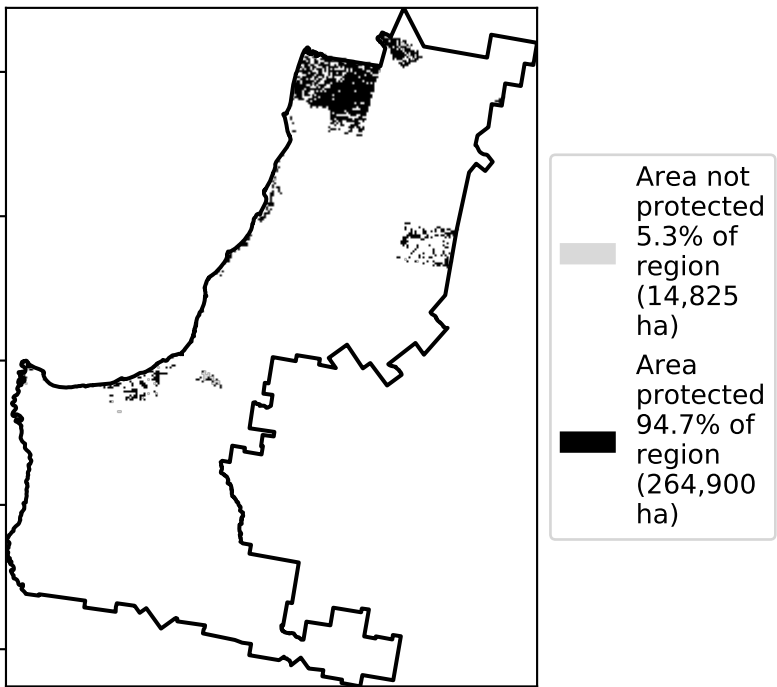 Area not
protected
5.3% of
region
(14,825
ha)
Area
protected
94.7% of
region
(264,900
ha)